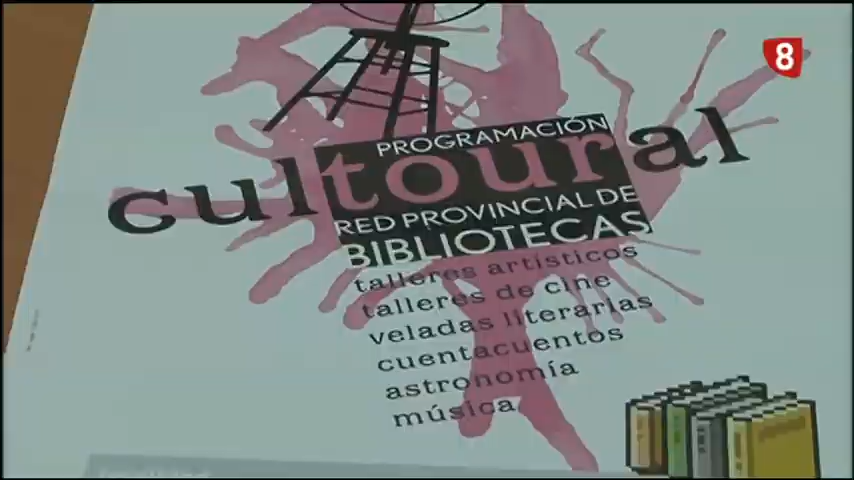 8
PROGRAMACIÓN
culTOURal
RED PROVINCIAL DE
BIBLIOTECAS
talleres artísticos
talleres de cine
veladas literarias
cuentacuentos
astronomía
música